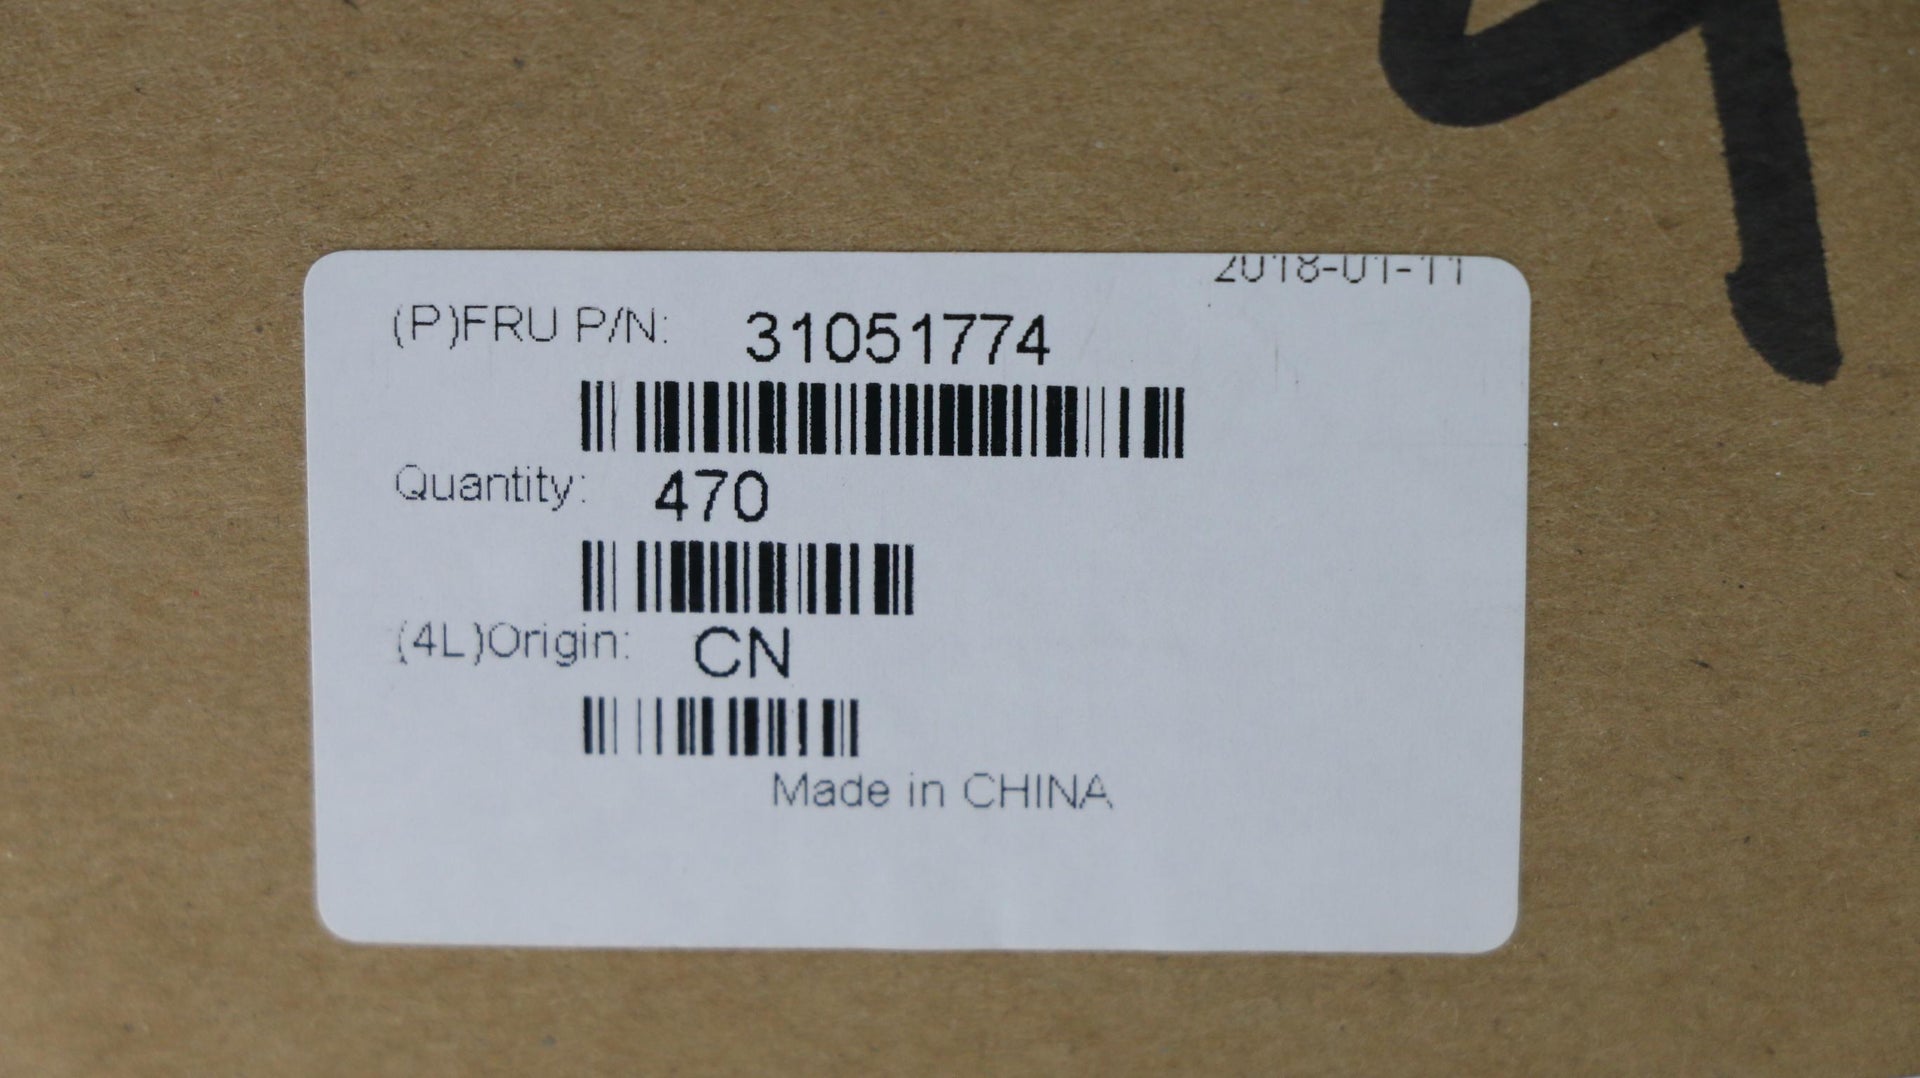 2018-01-11
(P)FRU P/N: 31051774
Quantity: 470
(4L)Origin: CN
Made in CHINA